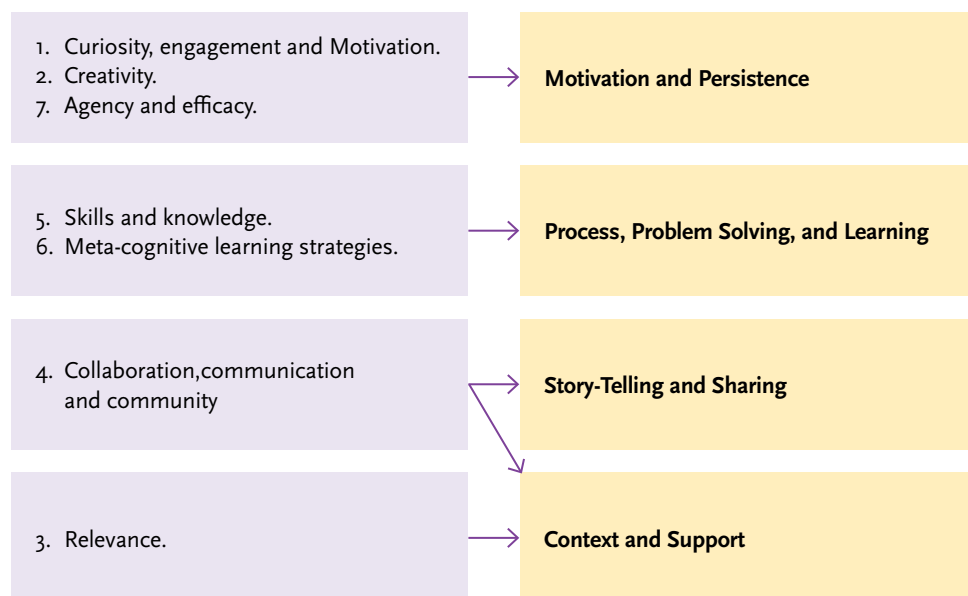 1. Curiosity, engagement and Motivation.
2. Creativity.
7. Agency and efficacy.
Motivation and Persistence
5. Skills and knowledge.
6. Meta-cognitive learning strategies.
Process, Problem Solving, and Learning
4. Collaboration,communication
and community
Story-Telling and Sharing
3. Relevance.
Context and Support